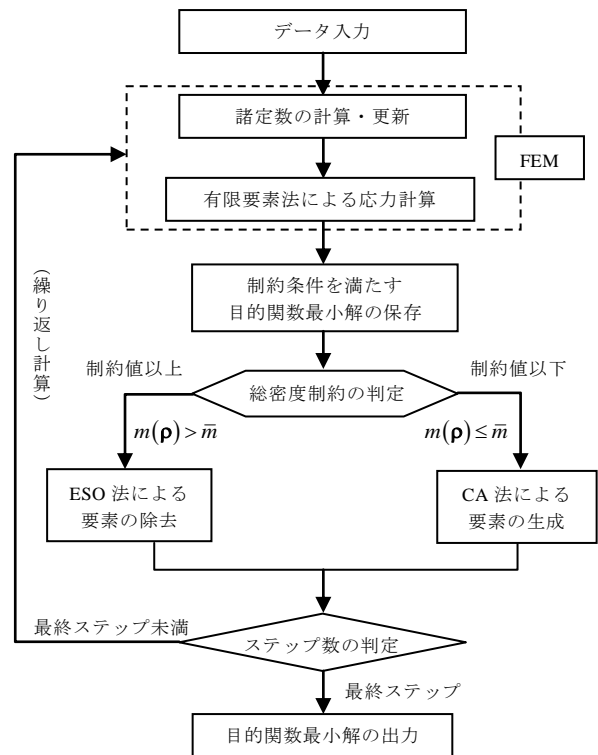 データ入力
諸定数の計算・更新
FEM
有限要素法による応力計算
(繰り返し計算)
制約条件を満たす
目的関数最小解の保存
制約値以上
制約値以下
総密度制約の判定
m(ρ) > m̄
m(ρ) ≤ m̄
ESO 法による
要素の除去
CA 法による
要素の生成
最終ステップ未満
ステップ数の判定
最終ステップ
目的関数最小解の出力